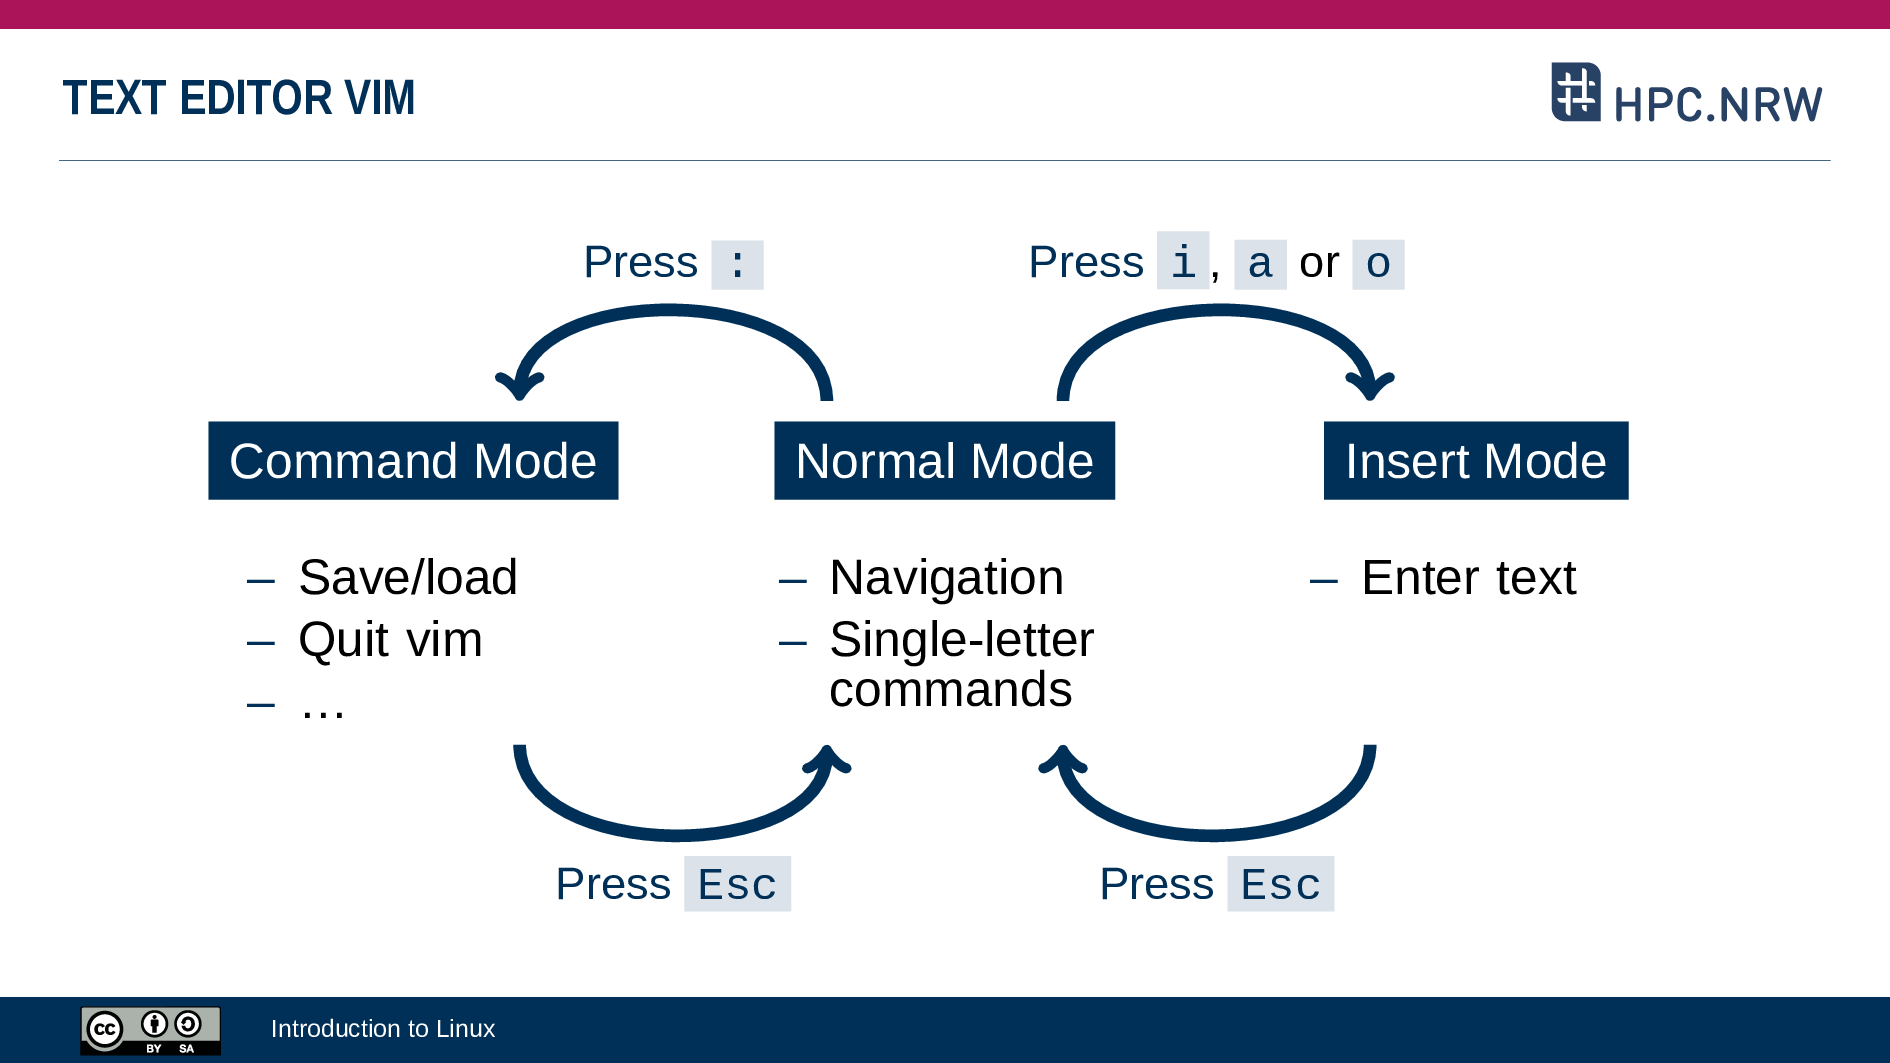 TEXT EDITOR VIM
HPC.NRW
Press :
Press i, a or o
Command Mode
Normal Mode
Insert Mode
– Save/load
– Quit vim
– …
– Navigation
– Single-letter
commands
– Enter text
Press Esc
Press Esc
cc BY SA
Introduction to Linux